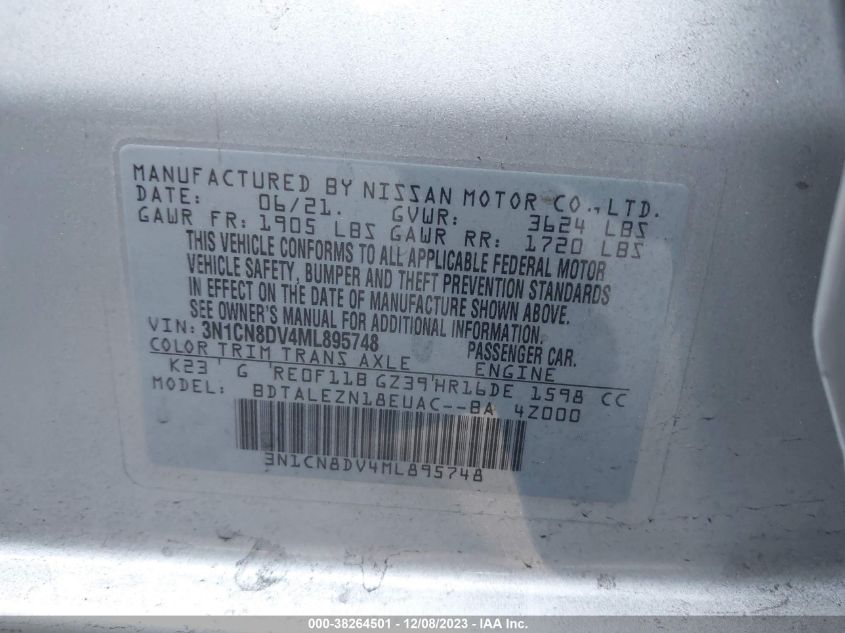 MANUFACTURED BY NISSAN MOTOR CO., LTD.
DATE: 06/21. GVWR: 3624 LBS
GAWR FR: 1905 LBS GAWR RR: 1720 LBS
THIS VEHICLE CONFORMS TO ALL APPLICABLE FEDERAL MOTOR
VEHICLE SAFETY, BUMPER AND THEFT PREVENTION STANDARDS
IN EFFECT ON THE DATE OF MANUFACTURE SHOWN ABOVE.
SEE OWNER'S MANUAL FOR ADDITIONAL INFORMATION.
VIN: 3N1CN8DV4ML895748 PASSENGER CAR.
COLOR TRIM TRANS AXLE ENGINE
K23 G RE0F11B GZ39 HR16DE 1598 CC
MODEL: BDTALEZN18EUAC--BA 4Z000
3N1CN8DV4ML895748
000-38264501 - 12/08/2023 - IAA Inc.